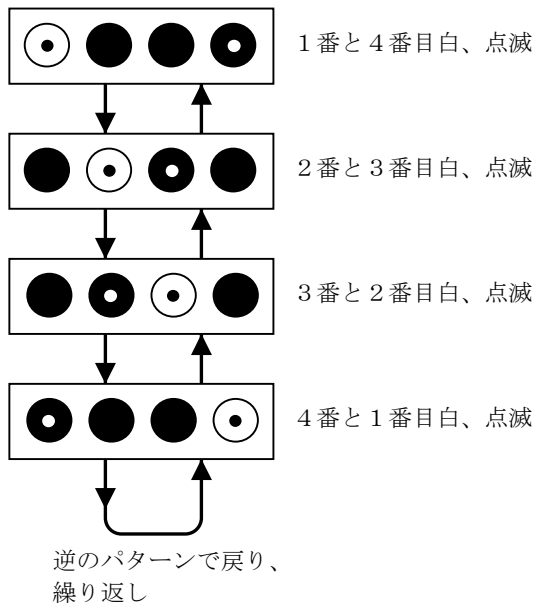 １番と４番目白、点滅
２番と３番目白、点滅
３番と２番目白、点滅
４番と１番目白、点滅
逆のパターンで戻り、
繰り返し